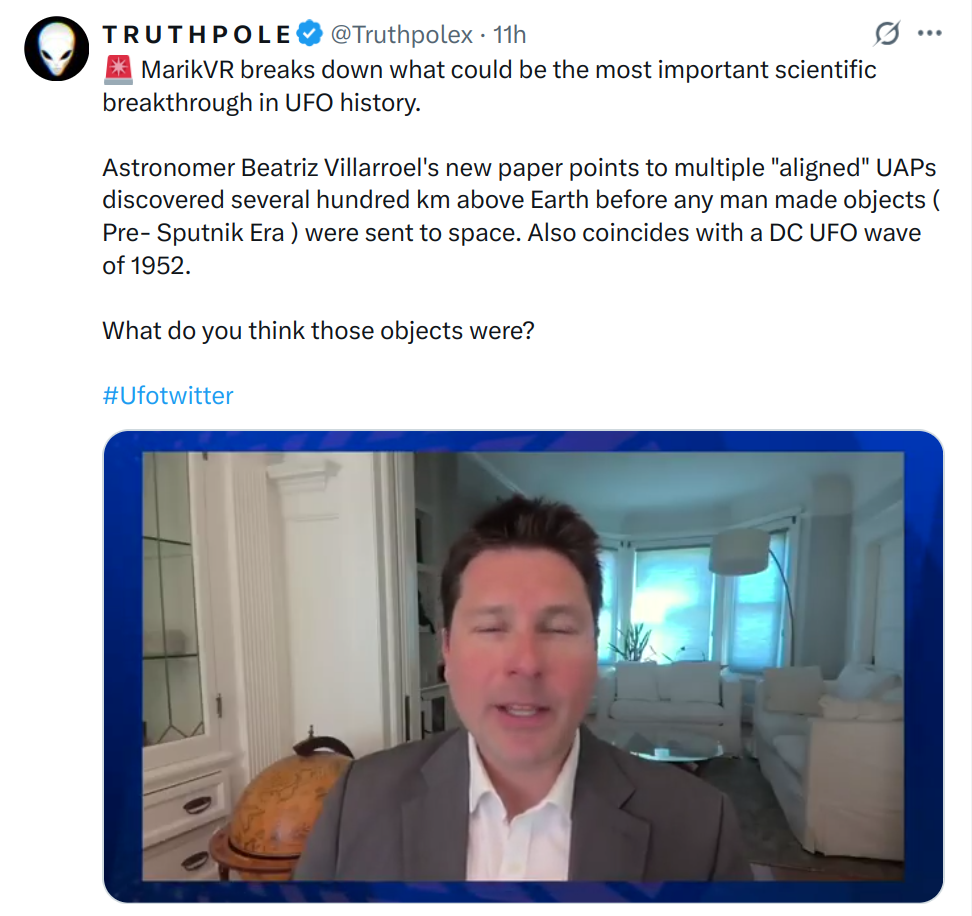 TRUTHPOLE @Truthpolex · 11h
🚨 MarikVR breaks down what could be the most important scientific
breakthrough in UFO history.
Astronomer Beatriz Villarroel's new paper points to multiple "aligned" UAPs
discovered several hundred km above Earth before any man made objects (
Pre- Sputnik Era ) were sent to space. Also coincides with a DC UFO wave
of 1952.
What do you think those objects were?
#Ufotwitter